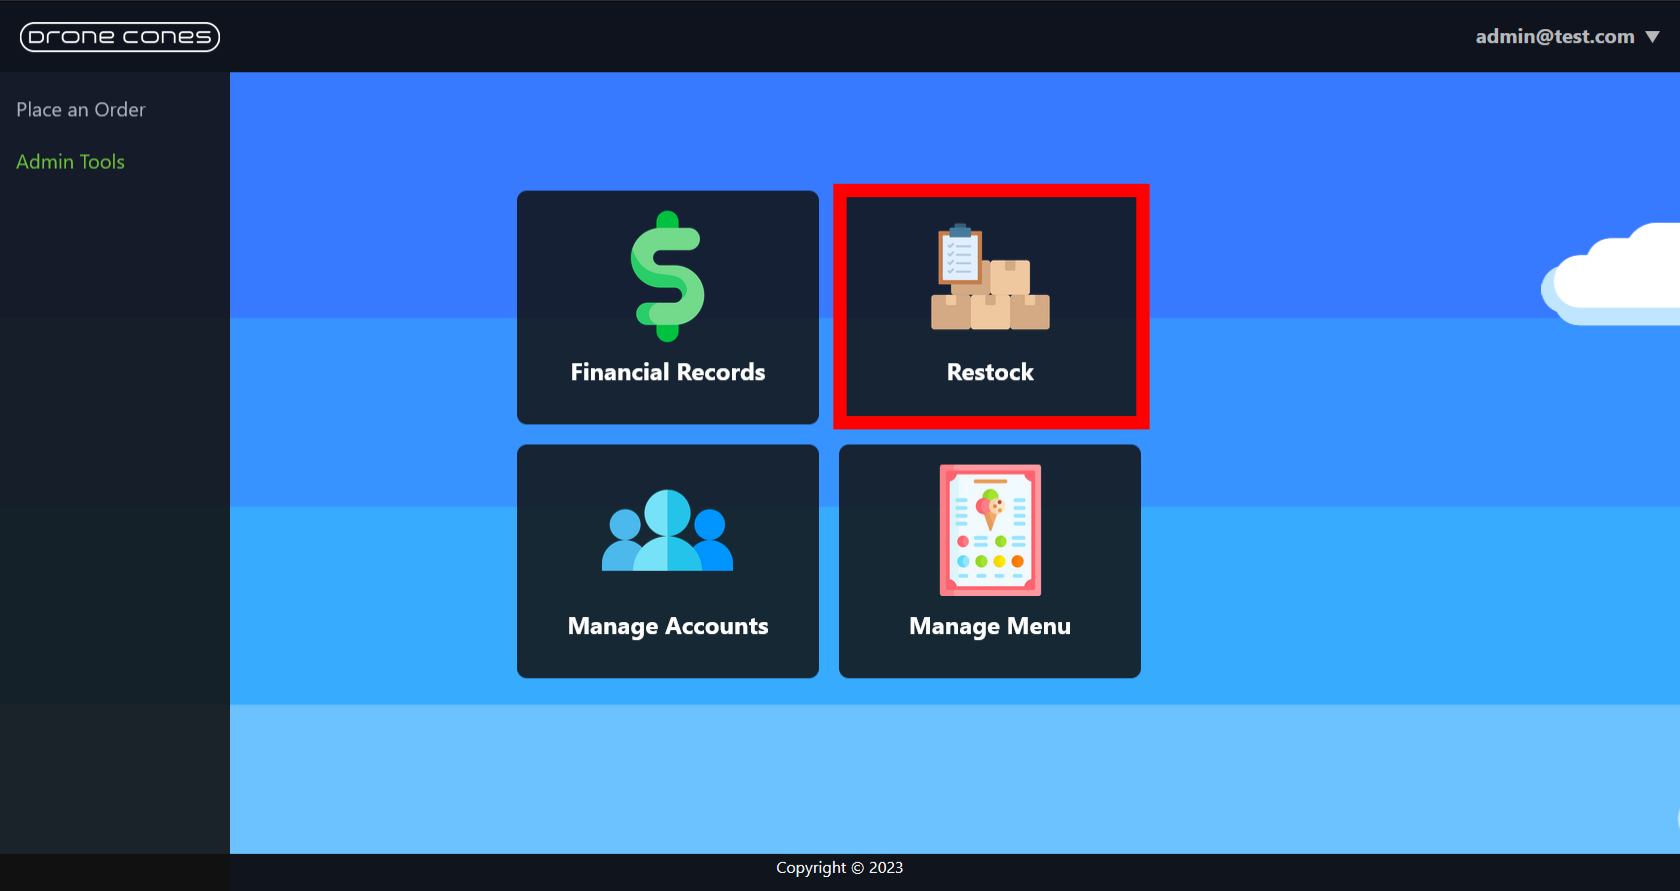 Drone Cones
admin@test.com ▼
Place an Order
Admin Tools
Financial Records
Restock
Manage Accounts
Manage Menu
Copyright © 2023